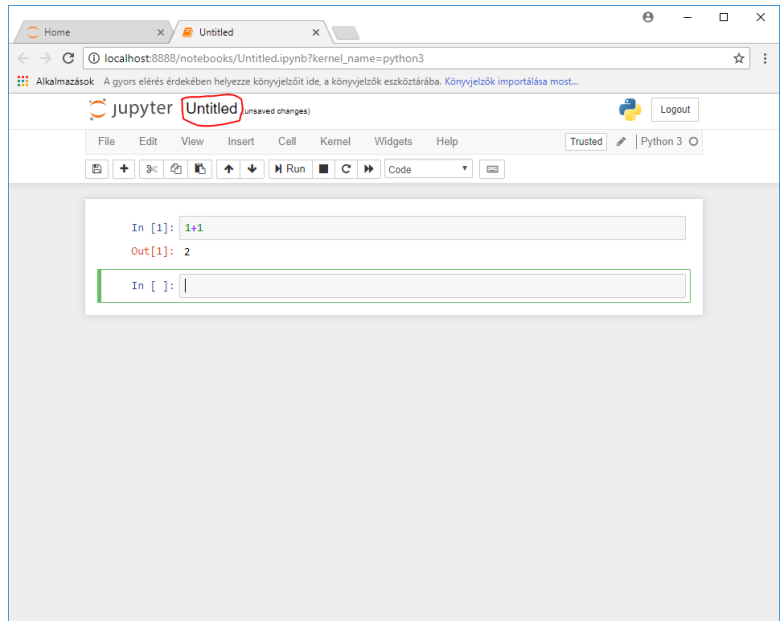 Home Untitled
localhost:8888/notebooks/Untitled.ipynb?kernel_name=python3
Alkalmazások A gyors elérés érdekében helyezze könyvjelzőit ide, a könyvjelzők eszköztárába. Könyvjelzők importálása most...
jupyter Untitled (unsaved changes) Logout
File Edit View Insert Cell Kernel Widgets Help Trusted Python 3
Run Code
In [1]: 1+1
Out[1]: 2
In [ ]: